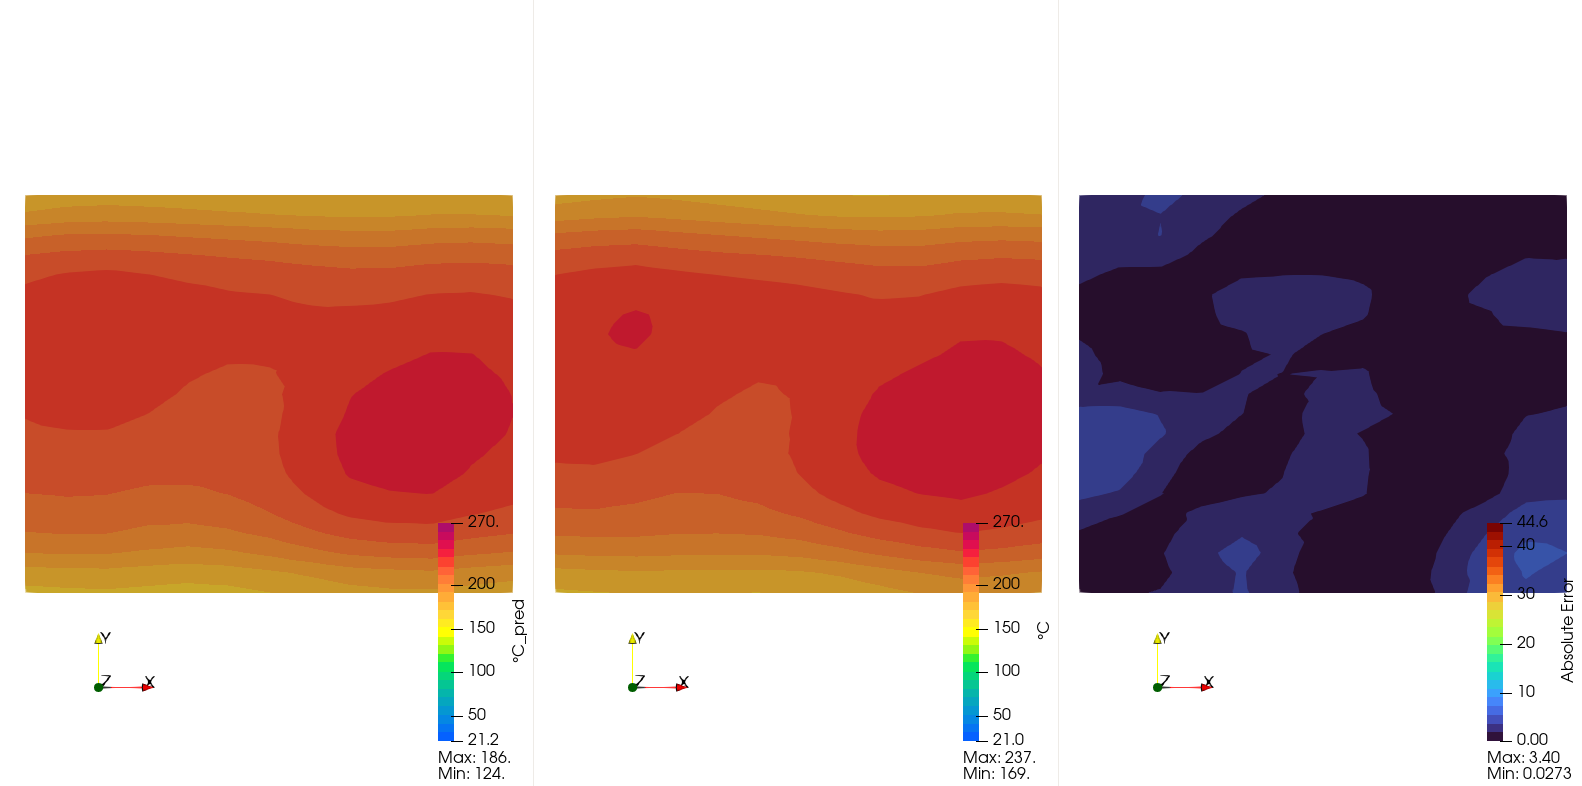 270.
200
150
100
50
21.2
°C_pred
Max: 186.
Min: 124.
Y
Z
X
270.
200
150
100
50
21.0
°C
Max: 237.
Min: 169.
Y
Z
X
44.6
40
30
20
10
0.00
Absolute Error
Max: 3.40
Min: 0.0273
Y
Z
X